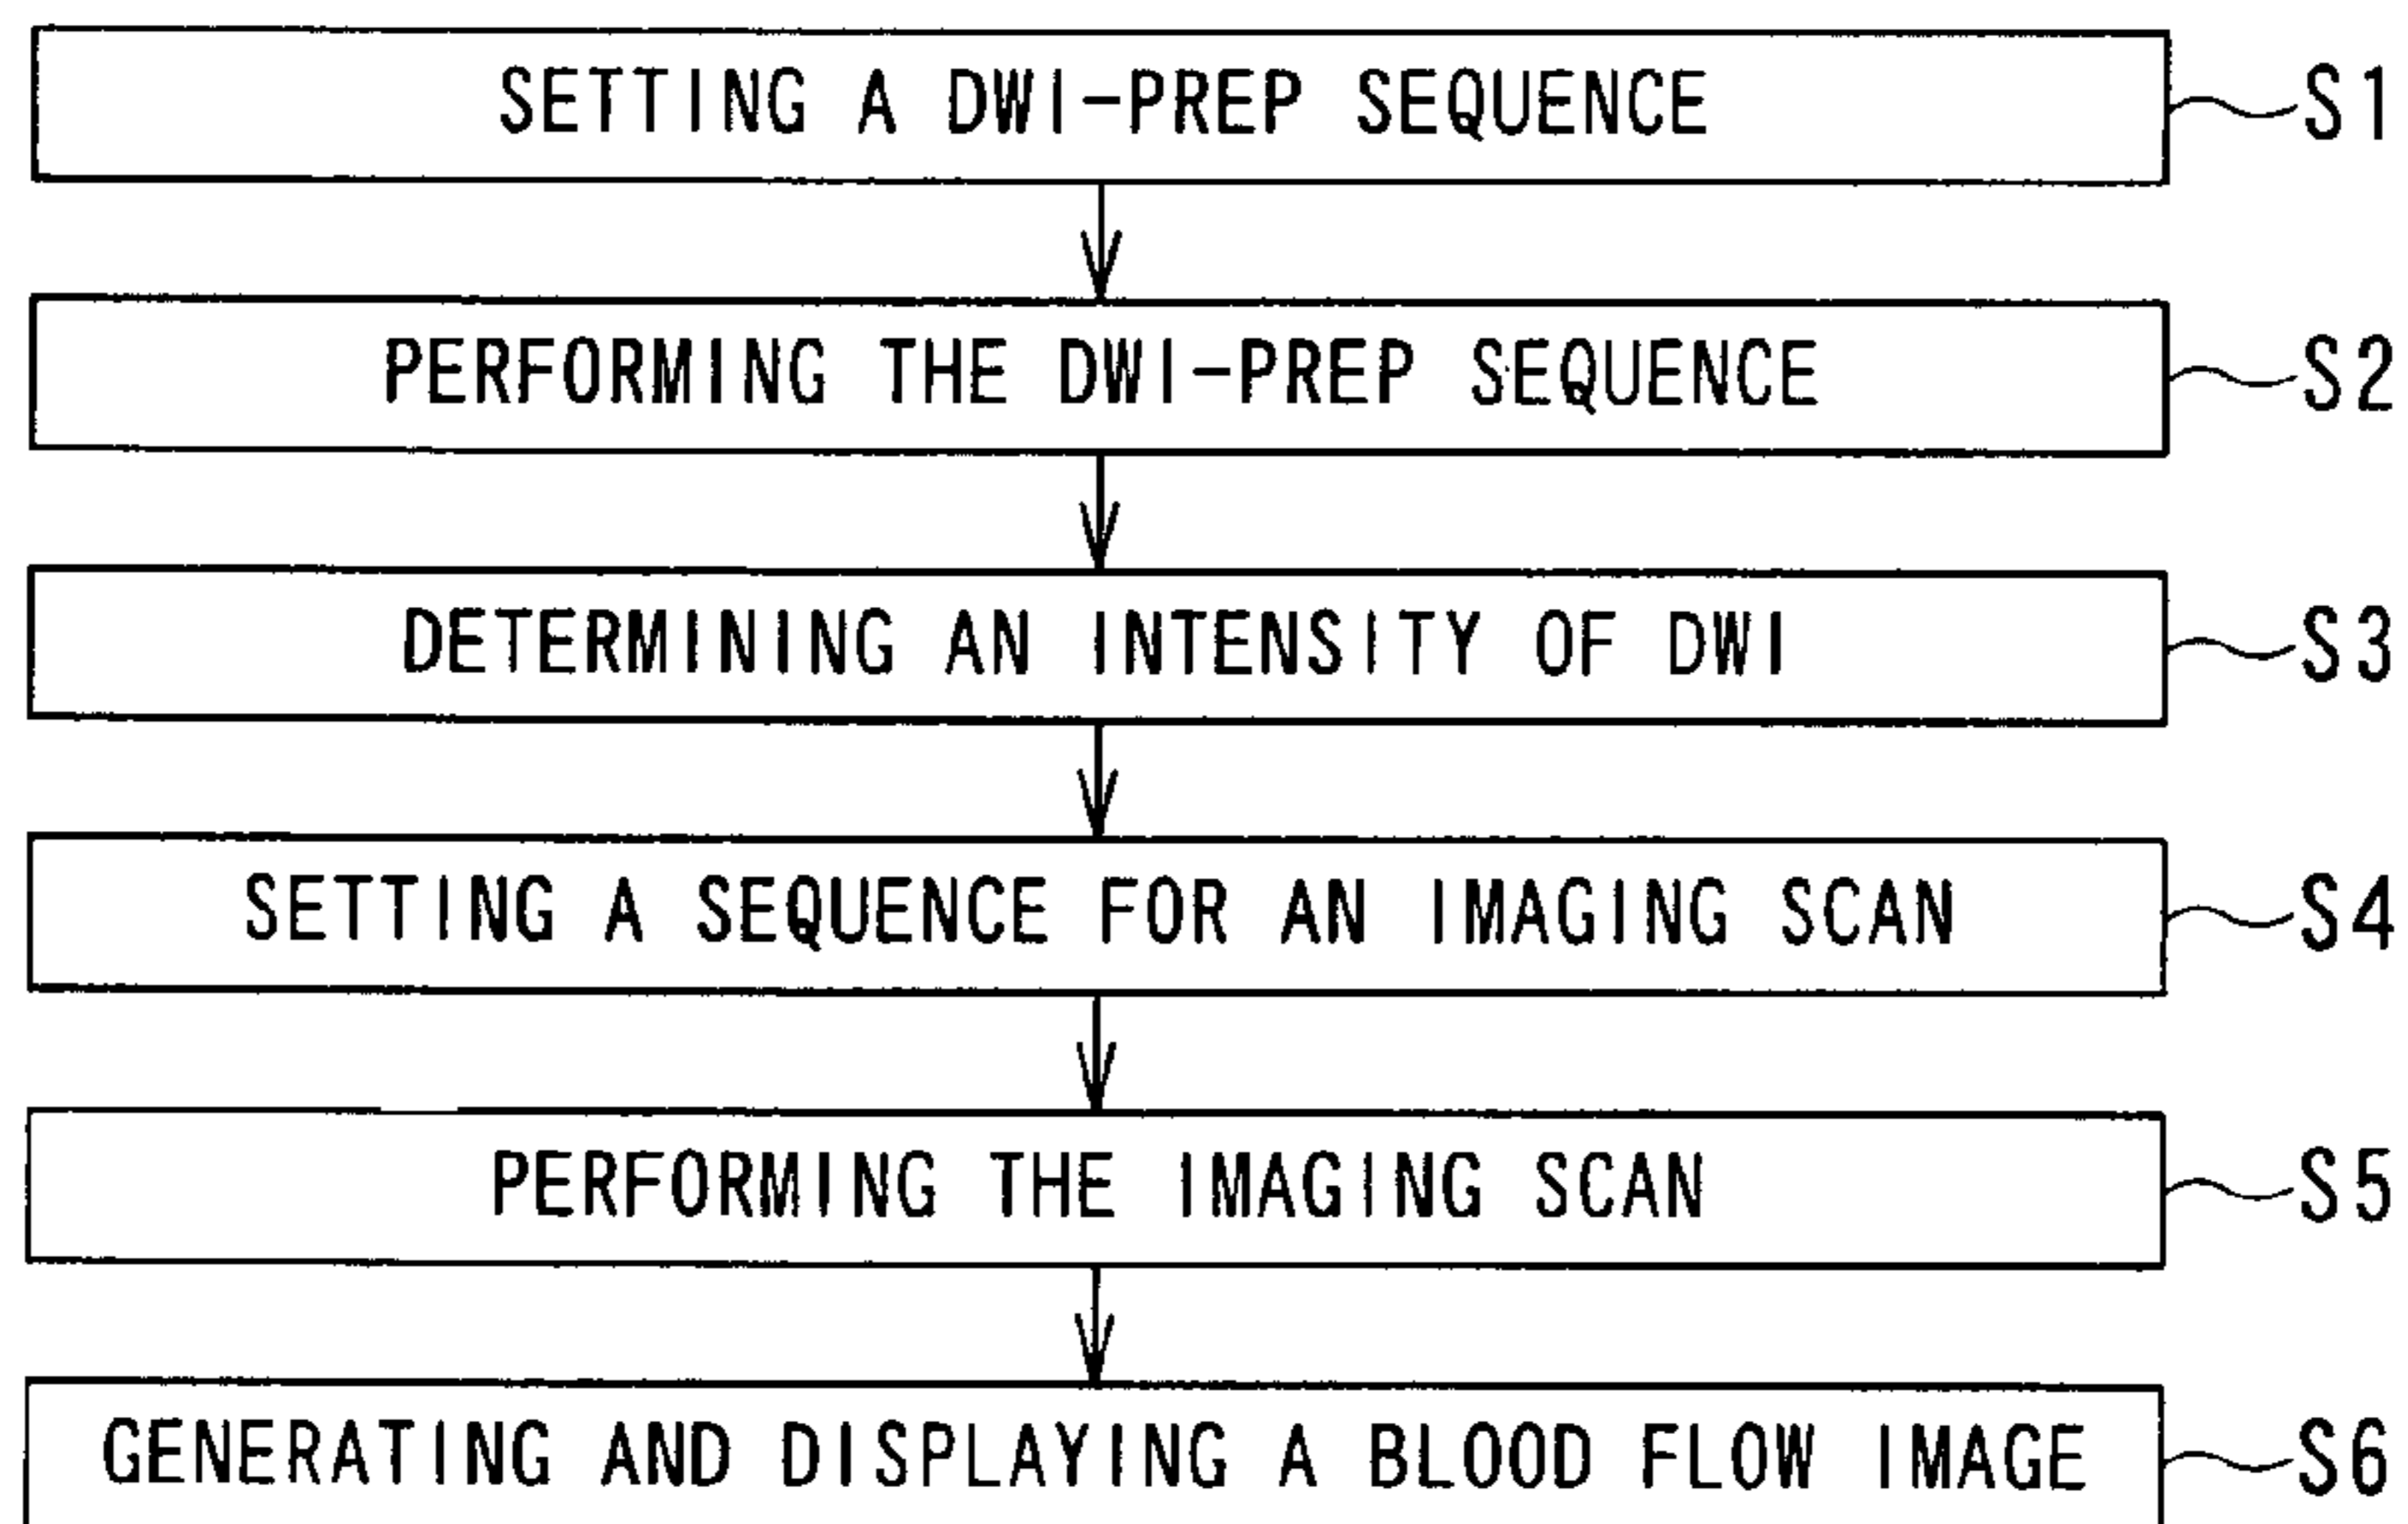 SETTING A DWI-PREP SEQUENCE S1
PERFORMING THE DWI-PREP SEQUENCE S2
DETERMINING AN INTENSITY OF DWI S3
SETTING A SEQUENCE FOR AN IMAGING SCAN S4
PERFORMING THE IMAGING SCAN S5
GENERATING AND DISPLAYING A BLOOD FLOW IMAGE S6